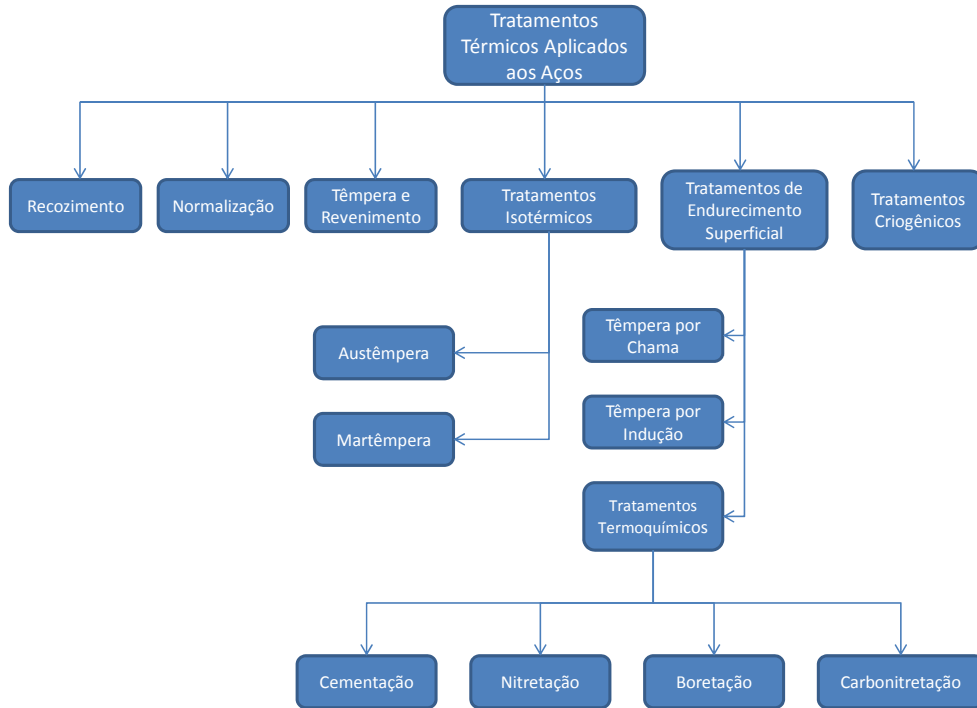 Tratamentos
Térmicos Aplicados
aos Aços
Recozimento
Normalização
Têmpera e
Revenimento
Tratamentos
Isotérmicos
Tratamentos de
Endurecimento
Superficial
Tratamentos
Criogênicos
Austêmpera
Martêmpera
Têmpera por
Chama
Têmpera por
Indução
Tratamentos
Termoquímicos
Cementação
Nitretação
Boretação
Carbonitretação